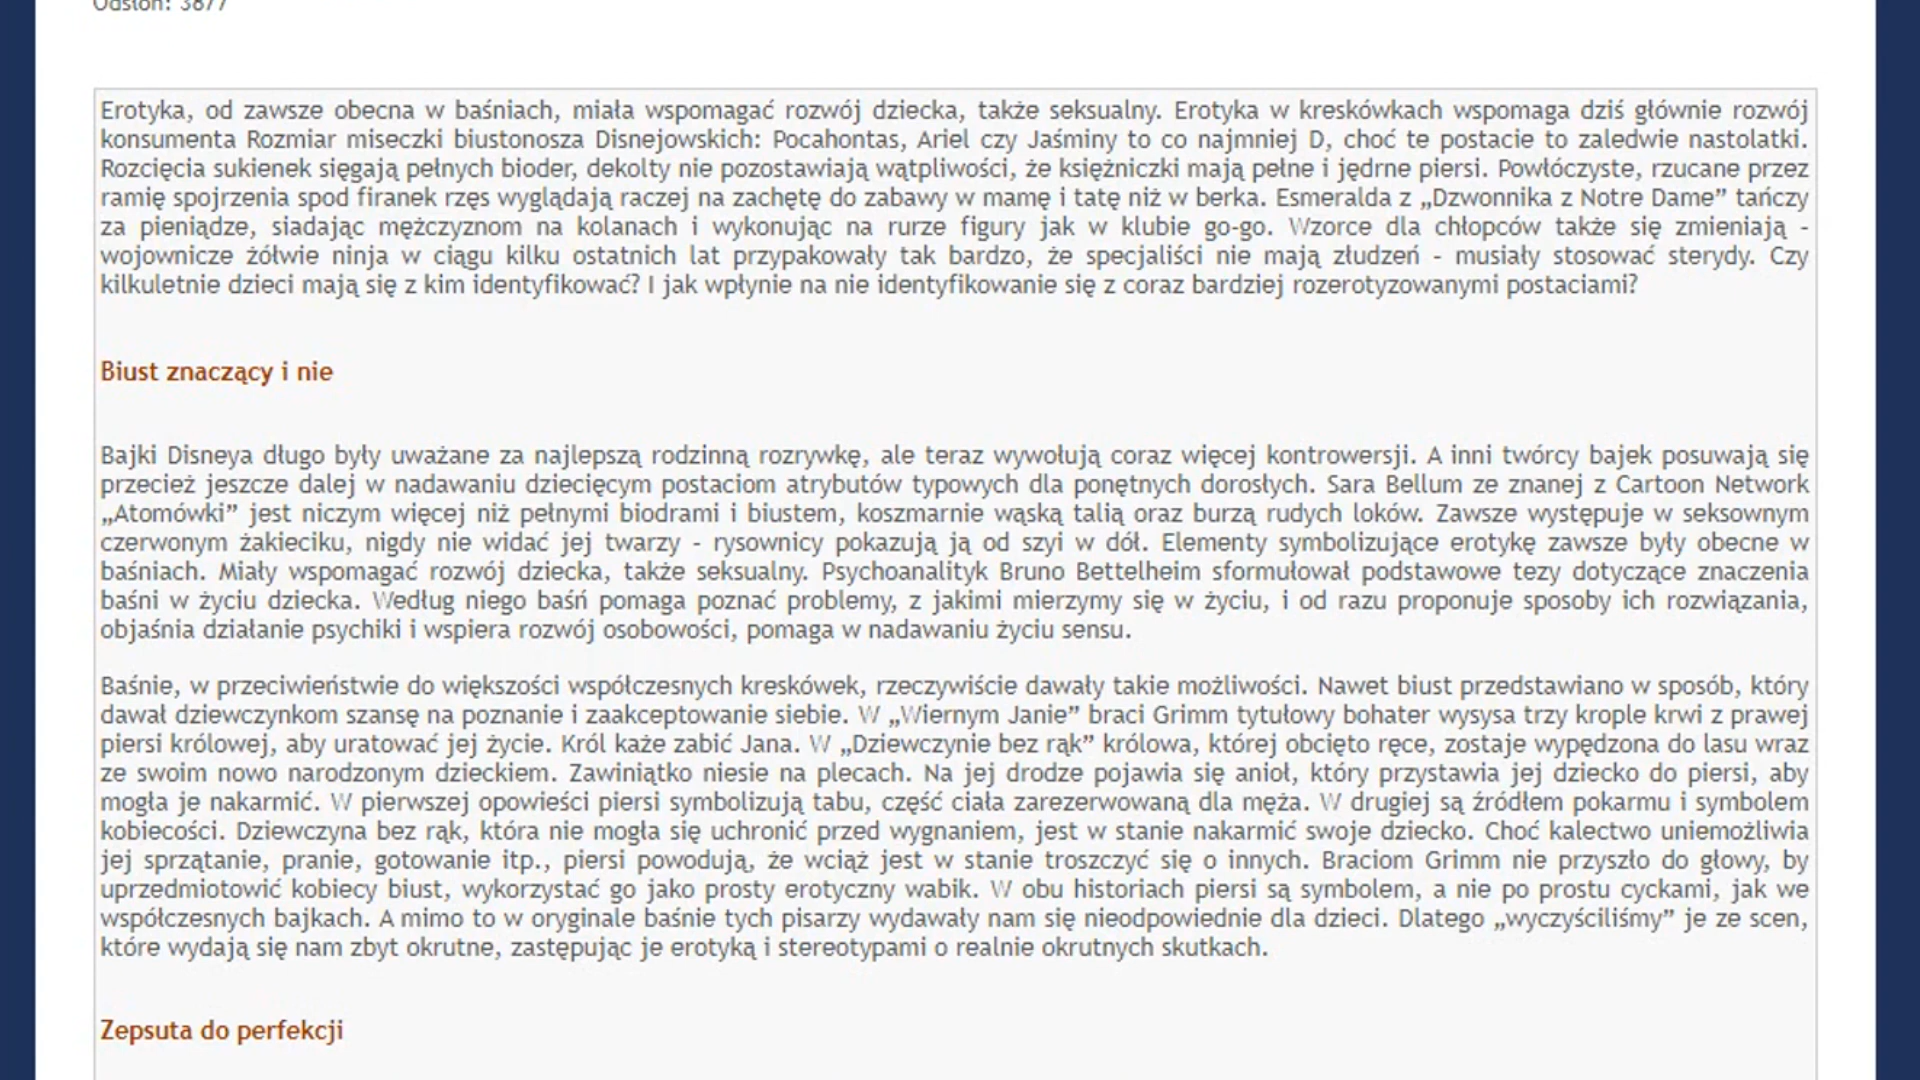 Odsłon: 3877
Erotyka, od zawsze obecna w baśniach, miała wspomagać rozwój dziecka, także seksualny. Erotyka w kreskówkach wspomaga dziś głównie rozwój
konsumenta Rozmiar miseczki biustonosza Disnejowskich: Pocahontas, Ariel czy Jaśminy to co najmniej D, choć te postacie to zaledwie nastolatki.
Rozcięcia sukienek sięgają pełnych bioder, dekolty nie pozostawiają wątpliwości, że księżniczki mają pełne i jędrne piersi. Powłóczyste, rzucane przez
ramię spojrzenia spod firanek rzęs wyglądają raczej na zachętę do zabawy w mamę i tatę niż w berka. Esmeralda z „Dzwonnika z Notre Dame” tańczy
za pieniądze, siadając mężczyznom na kolanach i wykonując na rurze figury jak w klubie go-go. Wzorce dla chłopców także się zmieniają -
wojownicze żółwie ninja w ciągu kilku ostatnich lat przypakowały tak bardzo, że specjaliści nie mają złudzeń - musiały stosować sterydy. Czy
kilkuletnie dzieci mają się z kim identyfikować? I jak wpłynie na nie identyfikowanie się z coraz bardziej rozerotyzowanymi postaciami?
Biust znaczący i nie
Bajki Disneya długo były uważane za najlepszą rodzinną rozrywkę, ale teraz wywołują coraz więcej kontrowersji. A inni twórcy bajek posuwają się
przecież jeszcze dalej w nadawaniu dziecięcym postaciom atrybutów typowych dla ponętnych dorosłych. Sara Bellum ze znanej z Cartoon Network
„Atomówki” jest niczym więcej niż pełnymi biodrami i biustem, koszmarnie wąską talią oraz burzą rudych loków. Zawsze występuje w seksownym
czerwonym żakieciku, nigdy nie widać jej twarzy - rysownicy pokazują ją od szyi w dół. Elementy symbolizujące erotykę zawsze były obecne w
baśniach. Miały wspomagać rozwój dziecka, także seksualny. Psychoanalityk Bruno Bettelheim sformułował podstawowe tezy dotyczące znaczenia
baśni w życiu dziecka. Według niego baśń pomaga poznać problemy, z jakimi mierzymy się w życiu, i od razu proponuje sposoby ich rozwiązania,
objaśnia działanie psychiki i wspiera rozwój osobowości, pomaga w nadawaniu życiu sensu.
Baśnie, w przeciwieństwie do większości współczesnych kreskówek, rzeczywiście dawały takie możliwości. Nawet biust przedstawiano w sposób, który
dawał dziewczynkom szansę na poznanie i zaakceptowanie siebie. W „Wiernym Janie” braci Grimm tytułowy bohater wysysa trzy krople krwi z prawej
piersi królowej, aby uratować jej życie. Król każe zabić Jana. W „Dziewczynie bez rąk” królowa, której obcięto ręce, zostaje wypędzona do lasu wraz
ze swoim nowo narodzonym dzieckiem. Zawiniątko niesie na plecach. Na jej drodze pojawia się anioł, który przystawia jej dziecko do piersi, aby
mogła je nakarmić. W pierwszej opowieści piersi symbolizują tabu, część ciała zarezerwowaną dla męża. W drugiej są źródłem pokarmu i symbolem
kobiecości. Dziewczyna bez rąk, która nie mogła się uchronić przed wygnaniem, jest w stanie nakarmić swoje dziecko. Choć kalectwo uniemożliwia
jej sprzątanie, pranie, gotowanie itp., piersi powodują, że wciąż jest w stanie troszczyć się o innych. Braciom Grimm nie przyszło do głowy, by
uprzedmiotowić kobiecy biust, wykorzystać go jako prosty erotyczny wabik. W obu historiach piersi są symbolem, a nie po prostu cyckami, jak we
współczesnych bajkach. A mimo to w oryginale baśnie tych pisarzy wydawały nam się nieodpowiednie dla dzieci. Dlatego „wyczyściliśmy” je ze scen,
które wydają się nam zbyt okrutne, zastępując je erotyką i stereotypami o realnie okrutnych skutkach.
Zepsuta do perfekcji